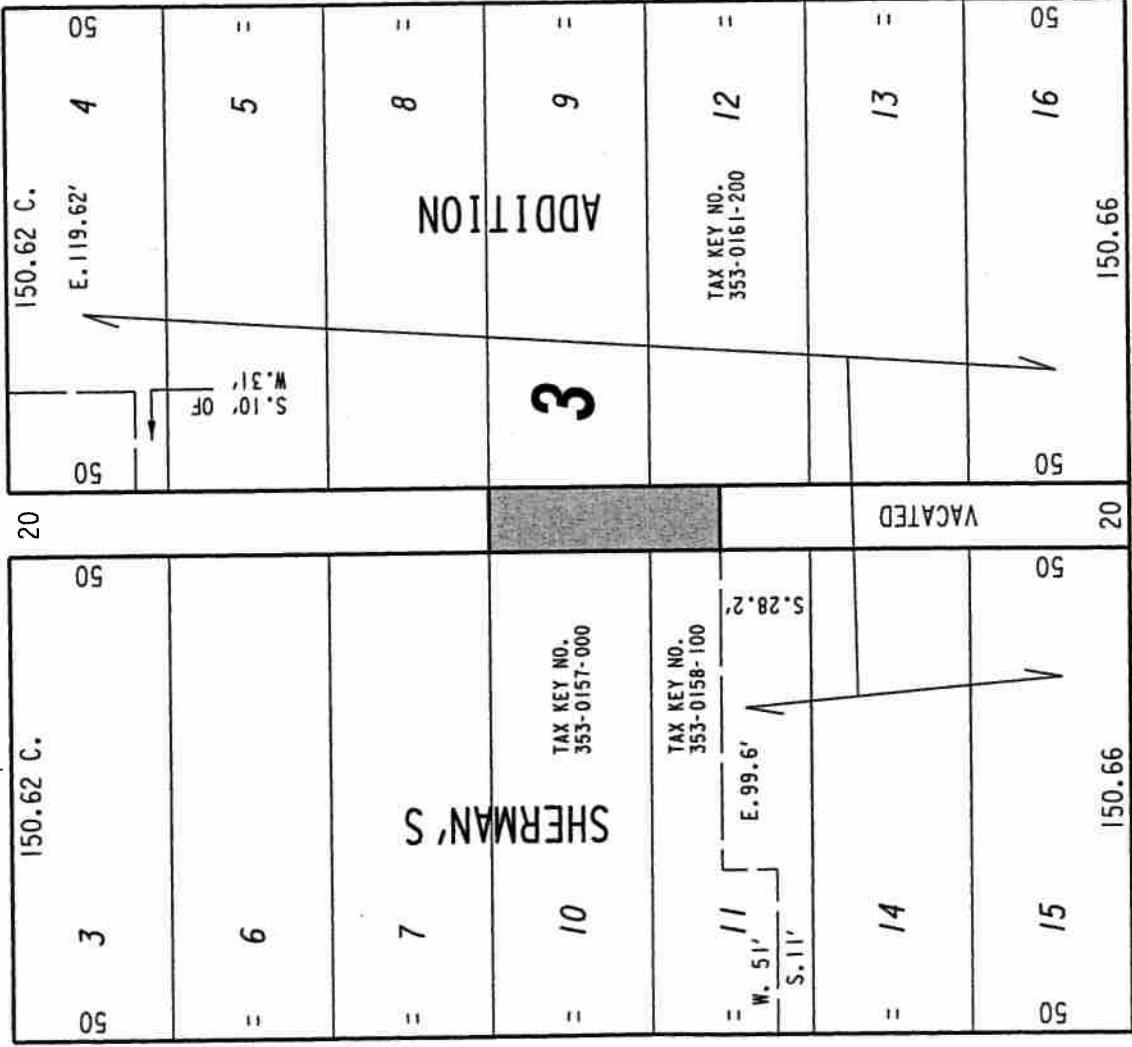 150.62 C.
150.62 C.
20
50
3
50
50
4
50
E.119.62'
"
6
S.10' OF
W.31'
5
"
"
7
8
"
SHERMAN'S
ADDITION
"
10
TAX KEY NO.
353-0157-000
3
9
"
"
11
TAX KEY NO.
353-0158-100
W. 51'
S.11'
E.99.6'
S.28.2'
TAX KEY NO.
353-0161-200
12
"
"
14
VACATED
13
"
50
15
50
50
16
50
150.66
20
150.66